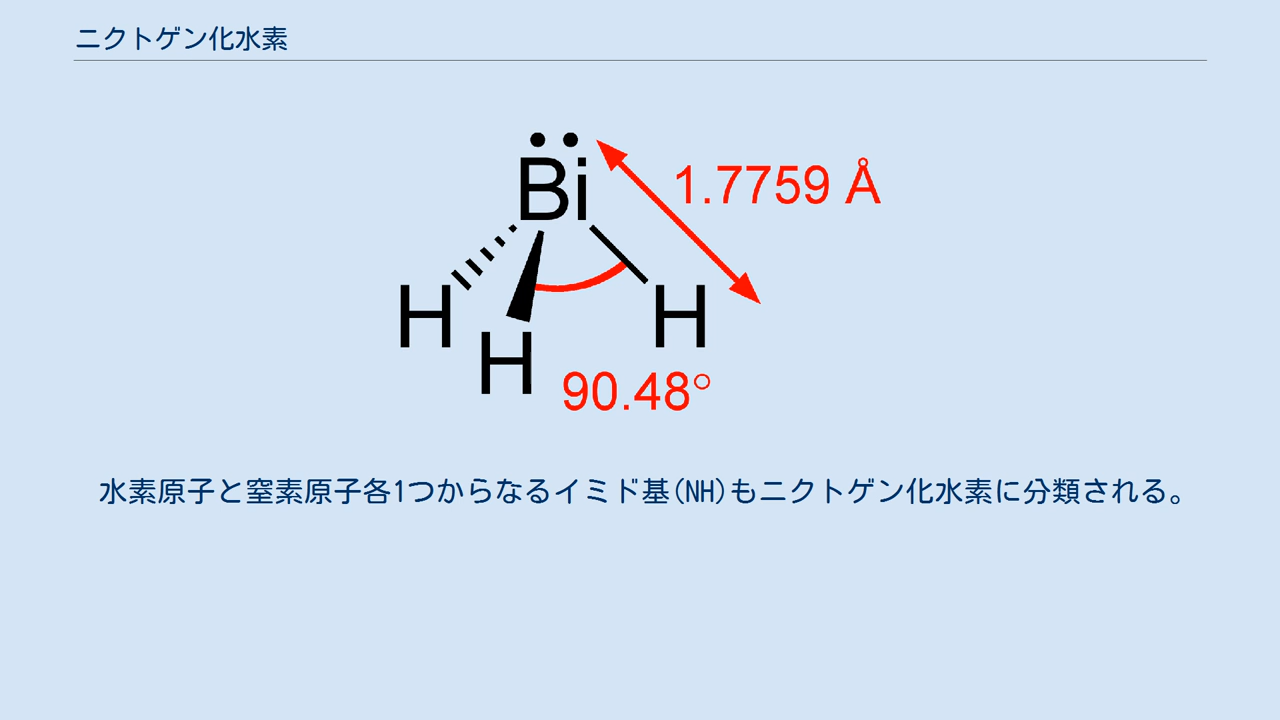 ニクトゲン化水素
Bi
1.7759 Å
H
H
H
90.48°
水素原子と窒素原子各1つからなるイミド基(NH)もニクトゲン化水素に分類される。